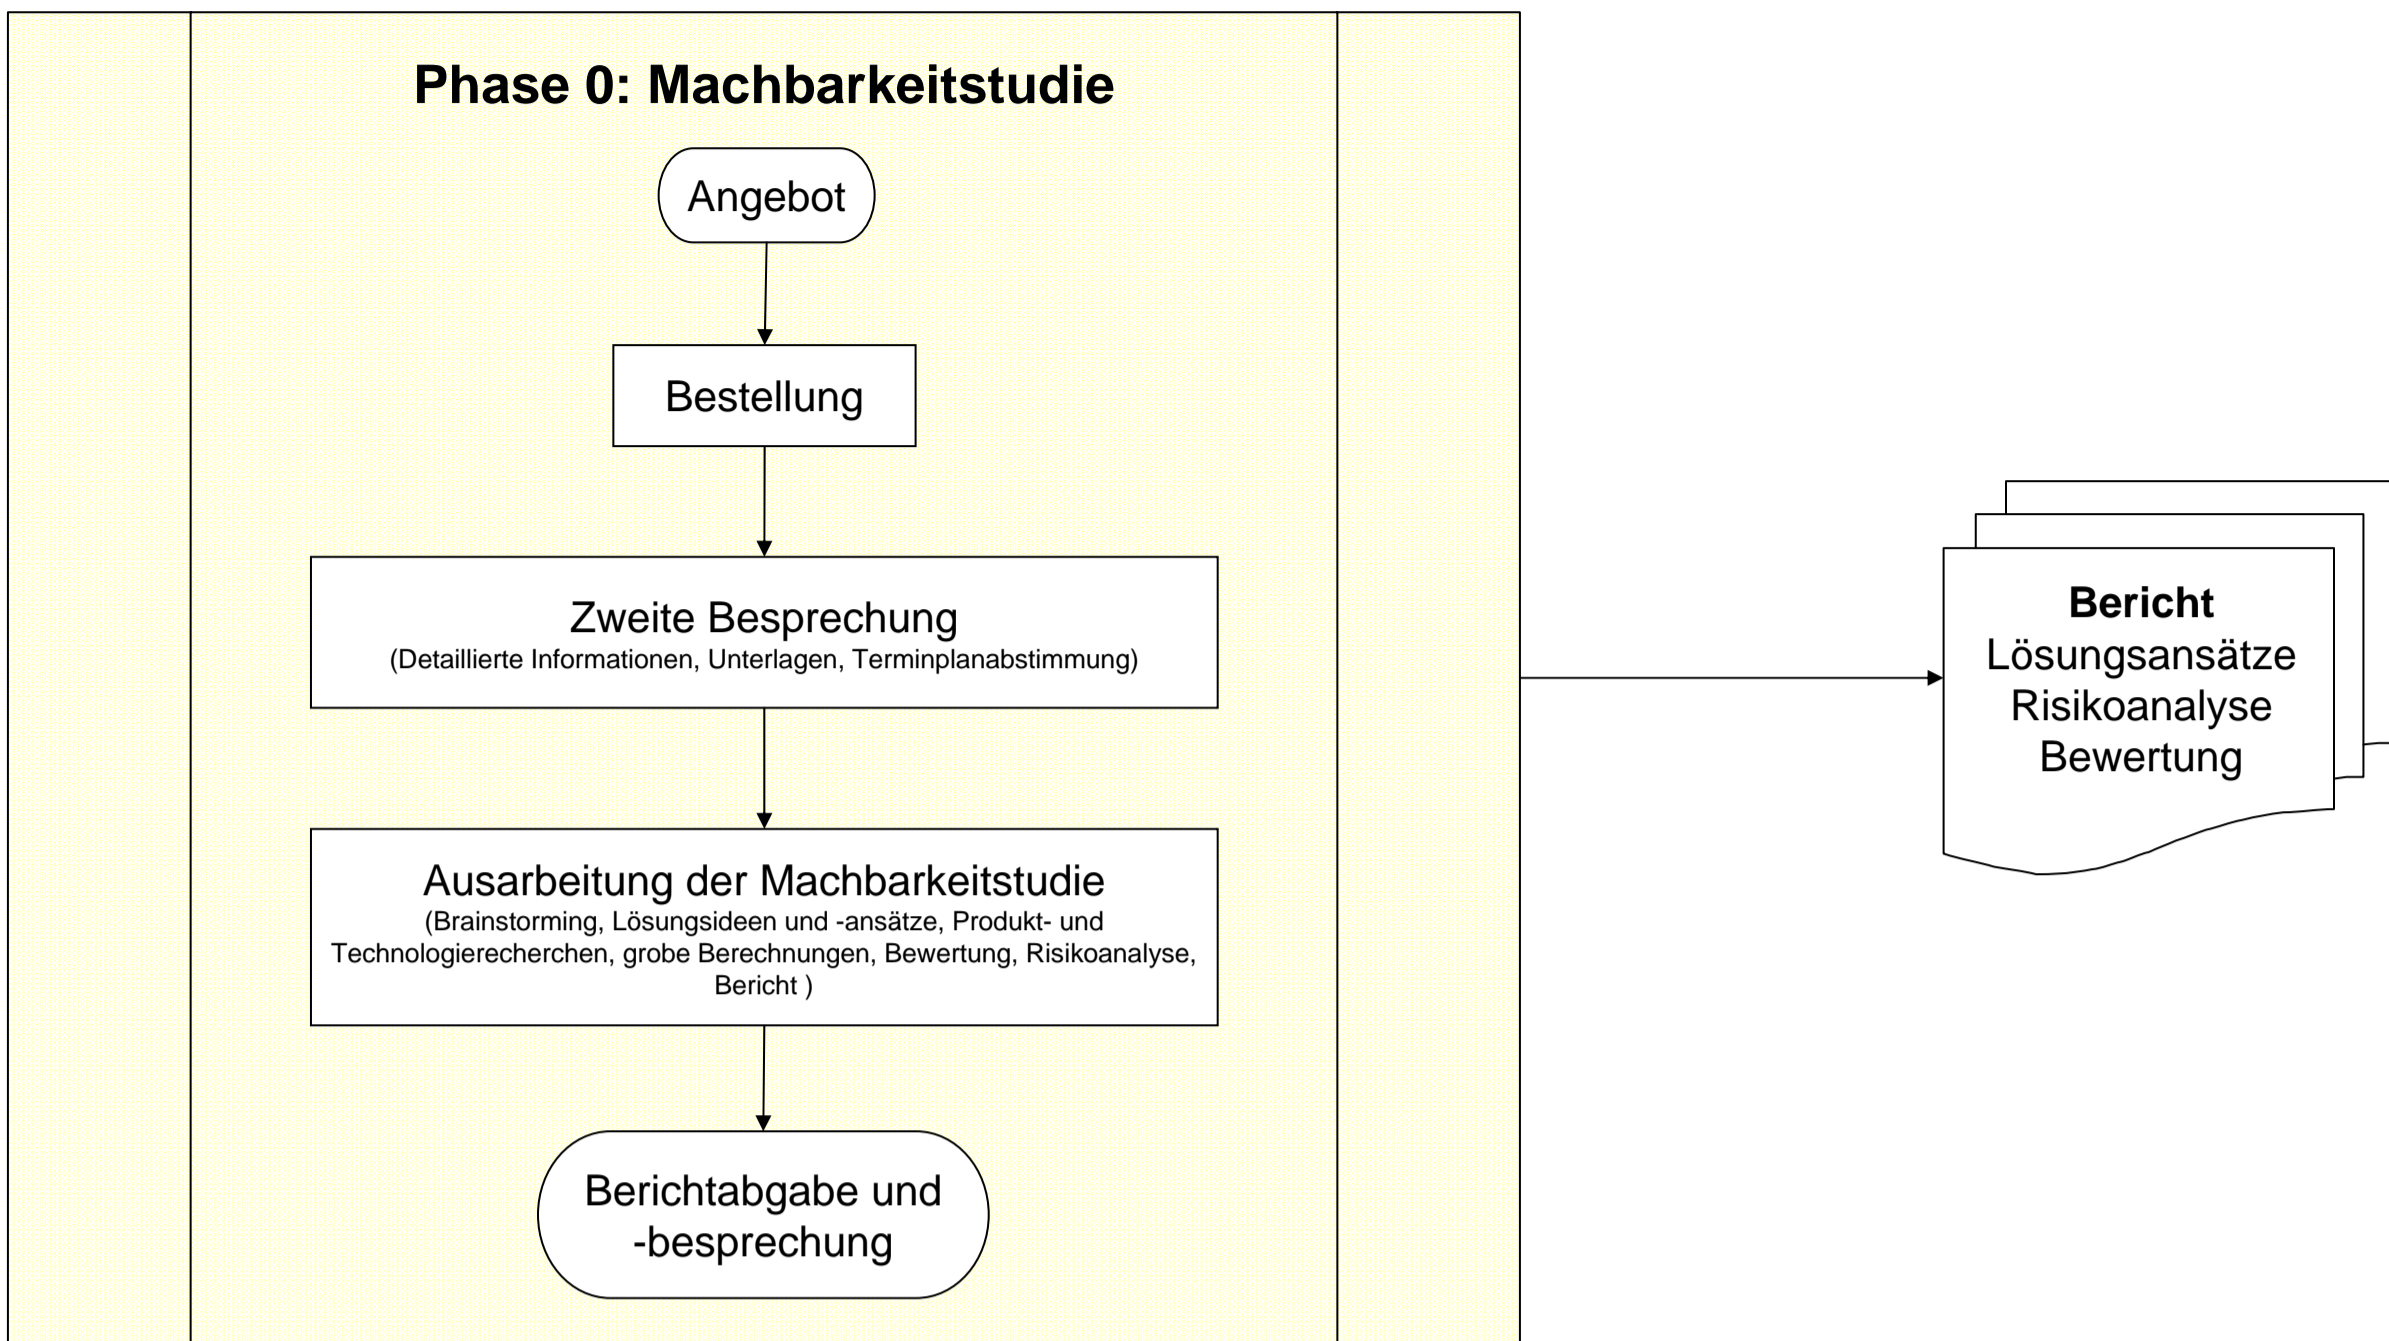 Phase 0: Machbarkeitstudie
Angebot
Bestellung
Zweite Besprechung
(Detaillierte Informationen, Unterlagen, Terminplanabstimmung)
Ausarbeitung der Machbarkeitstudie
(Brainstorming, Lösungsideen und -ansätze, Produkt- und
Technologierecherchen, grobe Berechnungen, Bewertung, Risikoanalyse,
Bericht )
Berichtabgabe und
-besprechung
Bericht
Lösungsansätze
Risikoanalyse
Bewertung